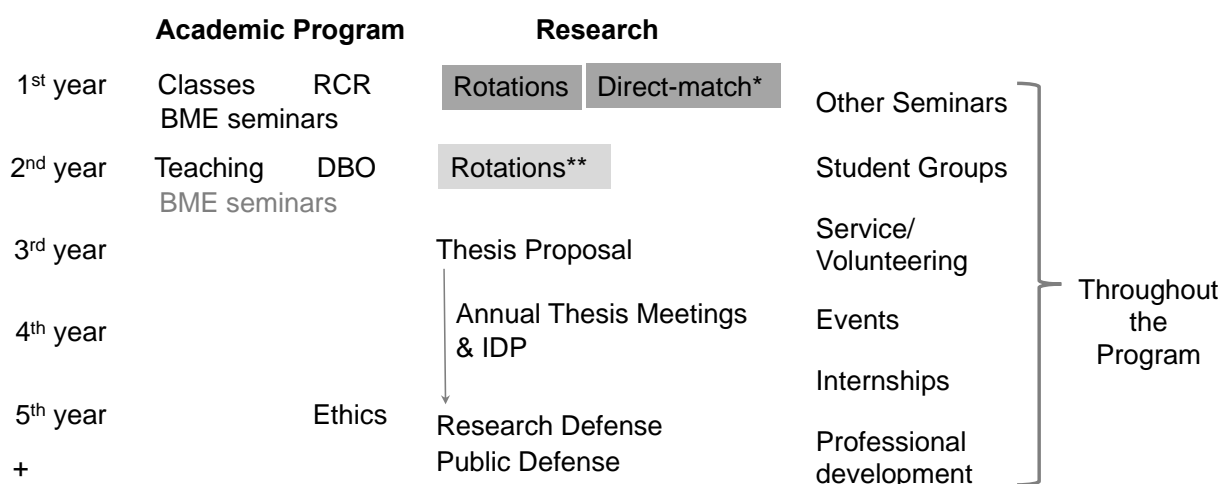 Academic Program Research
1st year Classes RCR Rotations Direct-match*
BME seminars
Other Seminars
2nd year Teaching DBO Rotations** Student Groups
BME seminars
3rd year Thesis Proposal
Service/
Volunteering
4th year
Annual Thesis Meetings
& IDP
Events
Internships
5th year Ethics
Research Defense
Public Defense
+
Professional
development
Throughout
the
Program